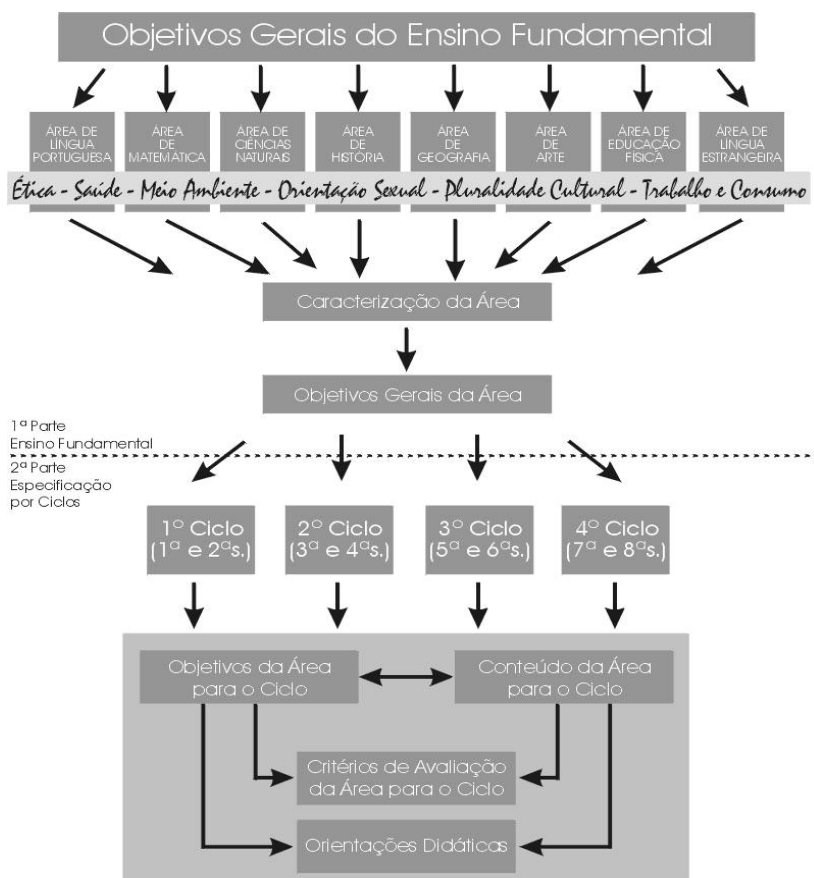 Objetivos Gerais do Ensino Fundamental
ÁREA DE
LÍNGUA
PORTUGUESA
ÁREA
DE
MATEMÁTICA
ÁREA DE
CIÊNCIAS
NATURAIS
ÁREA
DE
HISTÓRIA
ÁREA
DE
GEOGRAFIA
ÁREA
DE
ARTE
ÁREA DE
EDUCAÇÃO
FÍSICA
ÁREA DE
LÍNGUA
ESTRANGEIRA
Ética - Saúde - Meio Ambiente - Orientação Sexual - Pluralidade Cultural - Trabalho e Consumo
Caracterização da Área
Objetivos Gerais da Área
1ª Parte
Ensino Fundamental
2ª Parte
Especificação
por Ciclos
1º Ciclo
(1ª e 2ªs.)
2º Ciclo
(3ª e 4ªs.)
3º Ciclo
(5ª e 6ªs.)
4º Ciclo
(7ª e 8ªs.)
Objetivos da Área
para o Ciclo
Conteúdo da Área
para o Ciclo
Critérios de Avaliação
da Área para o Ciclo
Orientações Didáticas